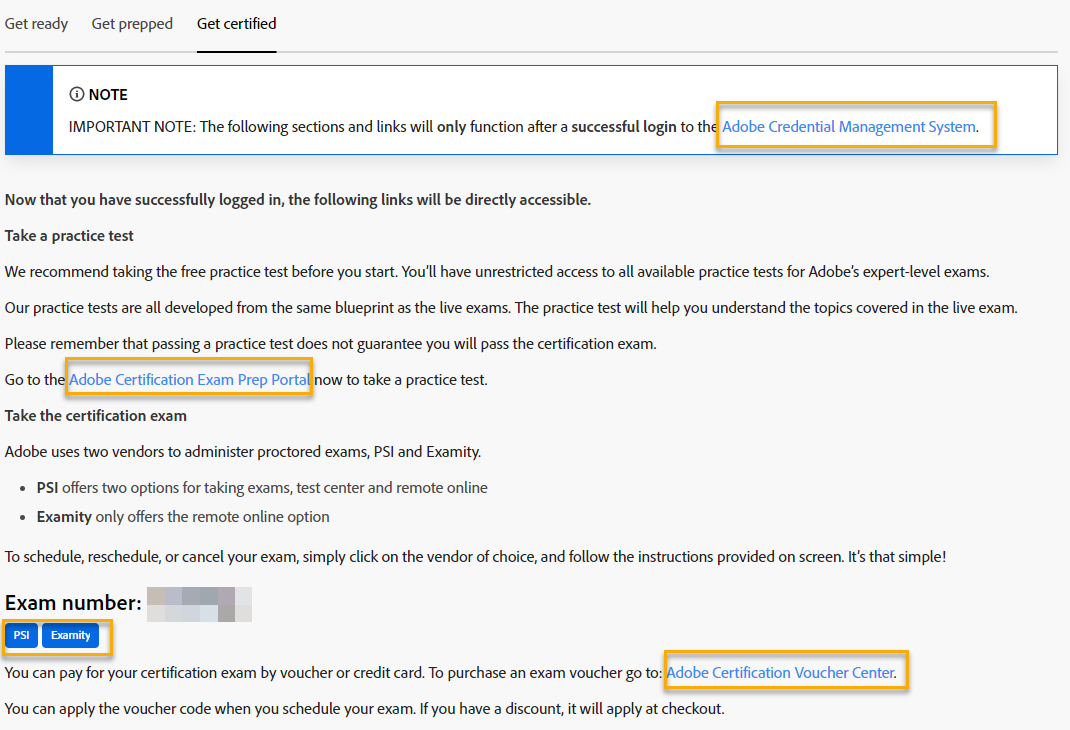 Get ready Get prepped Get certified
NOTE
IMPORTANT NOTE: The following sections and links will only function after a successful login to the Adobe Credential Management System.
Now that you have successfully logged in, the following links will be directly accessible.
Take a practice test
We recommend taking the free practice test before you start. You’ll have unrestricted access to all available practice tests for Adobe’s expert-level exams.
Our practice tests are all developed from the same blueprint as the live exams. The practice test will help you understand the topics covered in the live exam.
Please remember that passing a practice test does not guarantee you will pass the certification exam.
Go to the Adobe Certification Exam Prep Portal now to take a practice test.
Take the certification exam
Adobe uses two vendors to administer proctored exams, PSI and Examity.
• PSI offers two options for taking exams, test center and remote online
• Examity only offers the remote online option
To schedule, reschedule, or cancel your exam, simply click on the vendor of choice, and follow the instructions provided on screen. It’s that simple!
Exam number:
PSI Examity
You can pay for your certification exam by voucher or credit card. To purchase an exam voucher go to: Adobe Certification Voucher Center.
You can apply the voucher code when you schedule your exam. If you have a discount, it will apply at checkout.